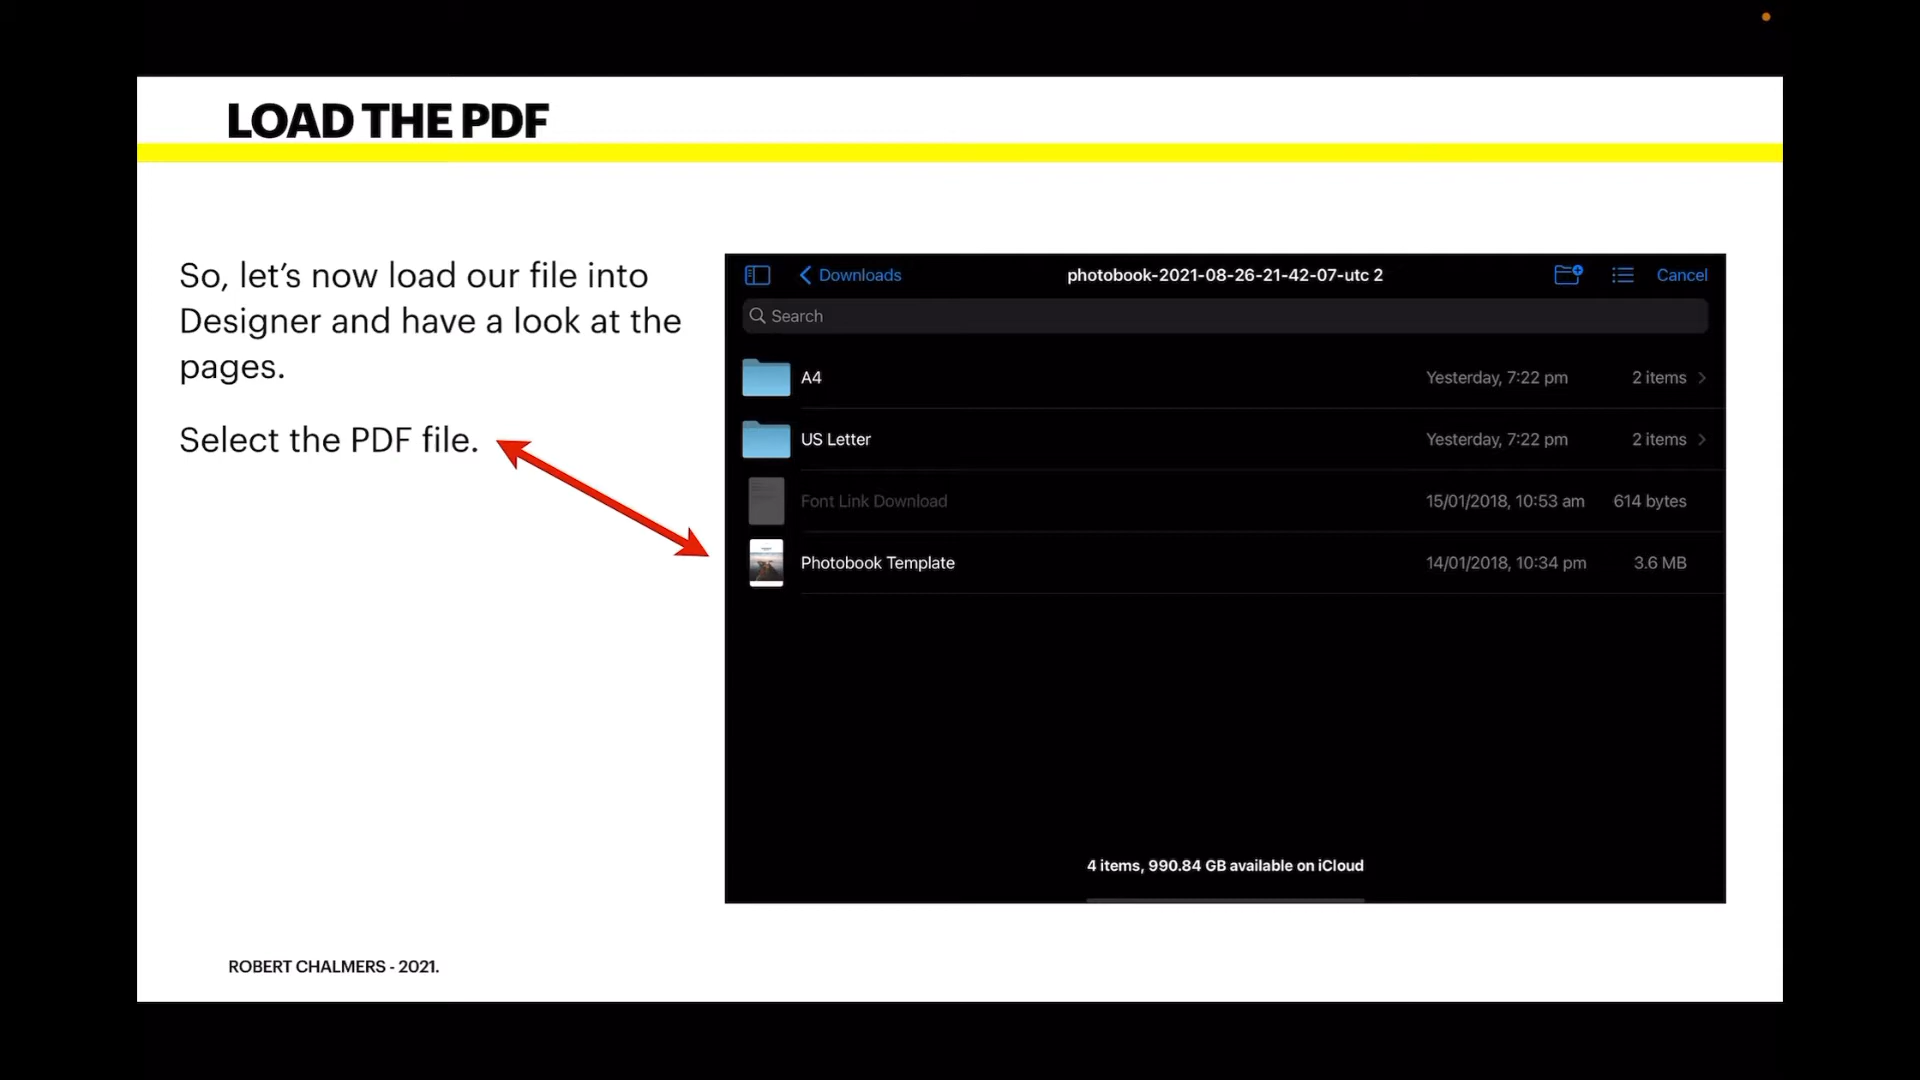 LOAD THE PDF
So, let's now load our file into
Designer and have a look at the
pages.
Select the PDF file.
Downloads
photobook-2021-08-26-21-42-07-utc 2
Cancel
Search
A4 Yesterday, 7:22 pm 2 items
US Letter Yesterday, 7:22 pm 2 items
Font Link Download 15/01/2018, 10:53 am 614 bytes
Photobook Template 14/01/2018, 10:34 pm 3.6 MB
4 items, 990.84 GB available on iCloud
ROBERT CHALMERS - 2021.